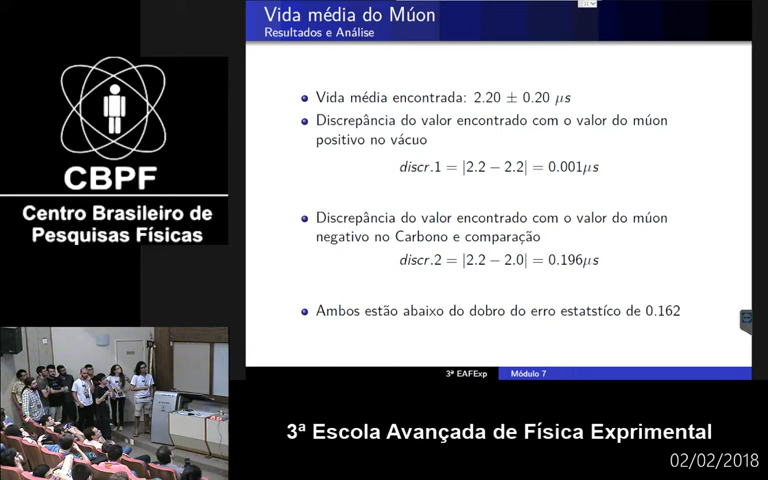 Vida média do Múon
Resultados e Análise
Vida média encontrada: 2.20 ± 0.20 μs
Discrepância do valor encontrado com o valor do múon
positivo no vácuo
discr.1 = |2.2 − 2.2| = 0.001μs
Discrepância do valor encontrado com o valor do múon
negativo no Carbono e comparação
discr.2 = |2.2 − 2.0| = 0.196μs
Ambos estão abaixo do dobro do erro estatstíco de 0.162
3ª EAFExp Módulo 7
CBPF
Centro Brasileiro de
Pesquisas Físicas
3ª Escola Avançada de Física Exprimental
02/02/2018